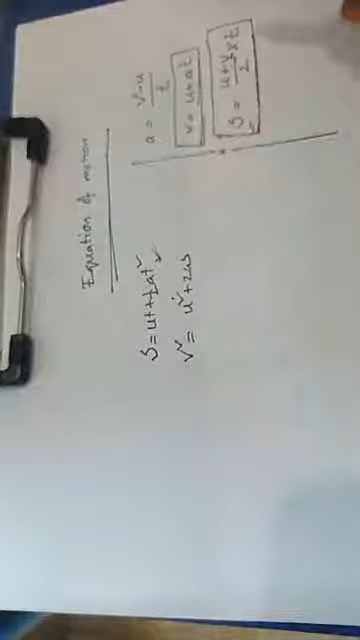 Equation of motion
a = v-u/t
v = u+at
S = u+v/2 x t
S = ut + ½at²
v² = u²+2as